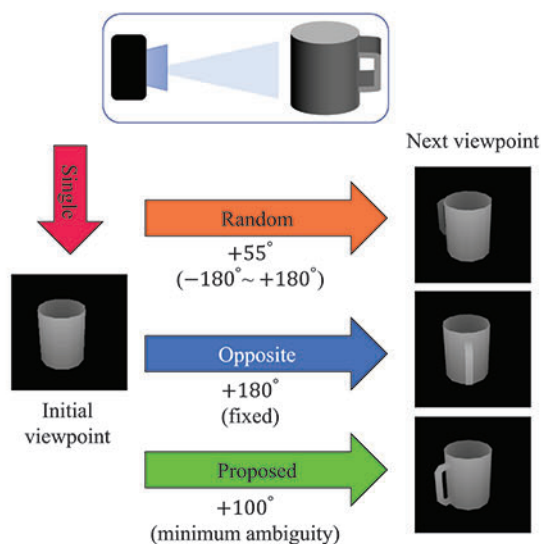 Next viewpoint
Single
Random
+55°
(−180°~ +180°)
Opposite
+180°
(fixed)
Initial
viewpoint
Proposed
+100°
(minimum ambiguity)